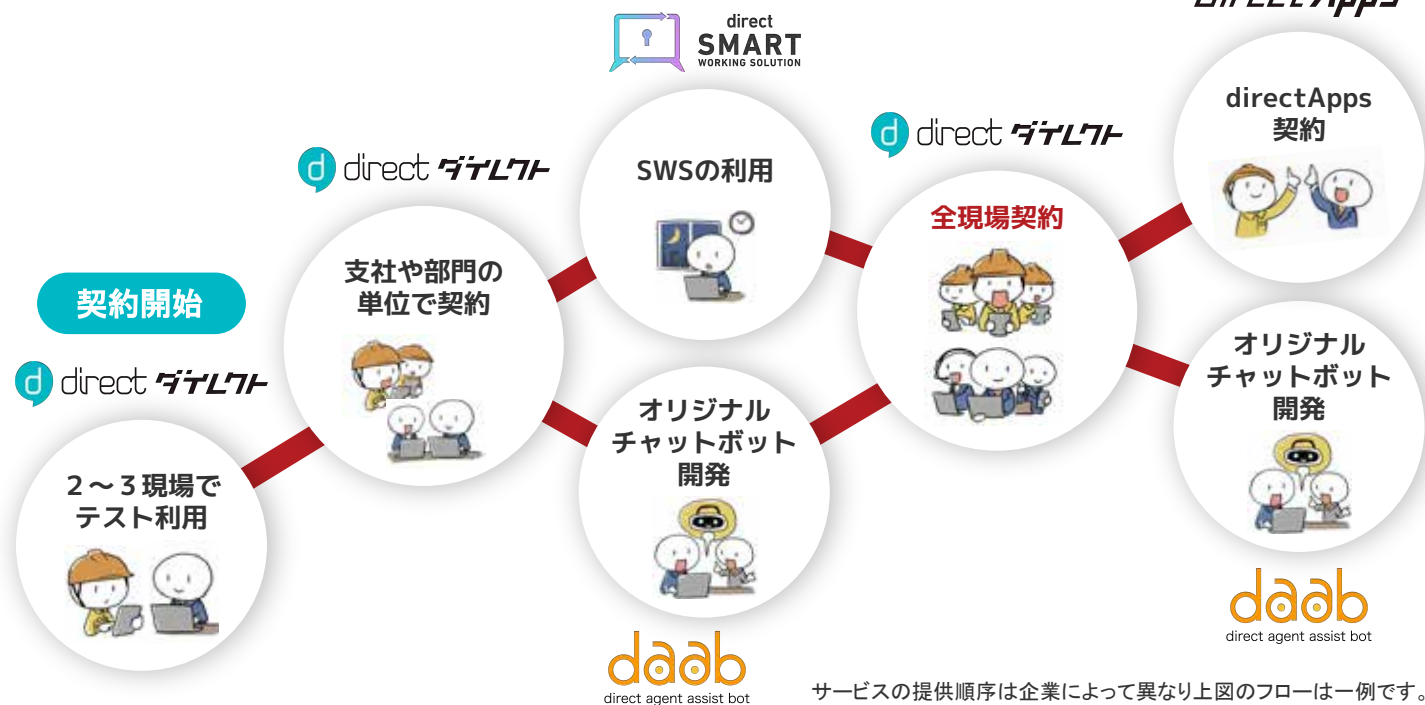 契約開始
direct ダイレクト
2〜3現場で
テスト利用
direct ダイレクト
支社や部門の
単位で契約
direct
SMART
WORKING SOLUTION
SWSの利用
オリジナル
チャットボット
開発
daab
direct agent assist bot
direct ダイレクト
全現場契約
directApps
directApps
契約
オリジナル
チャットボット
開発
daab
direct agent assist bot
サービスの提供順序は企業によって異なり上図のフローは一例です。